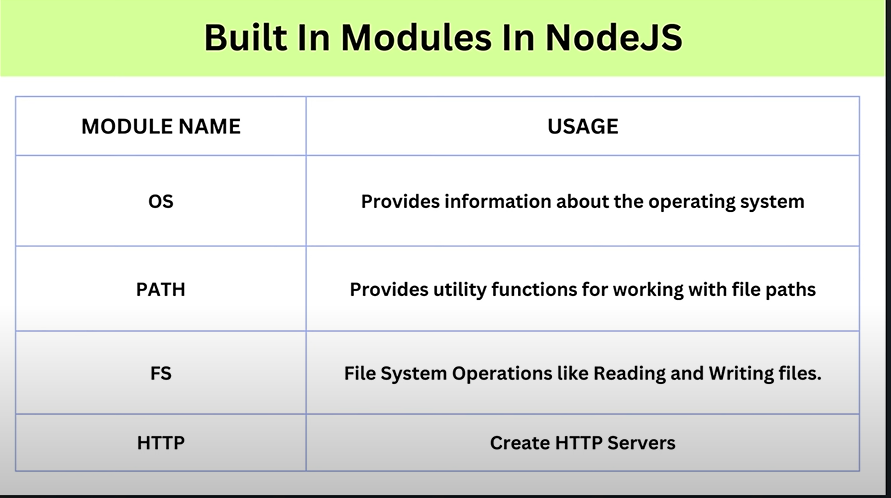 Built In Modules In NodeJS
MODULE NAME
USAGE
OS
Provides information about the operating system
PATH
Provides utility functions for working with file paths
FS
File System Operations like Reading and Writing files.
HTTP
Create HTTP Servers